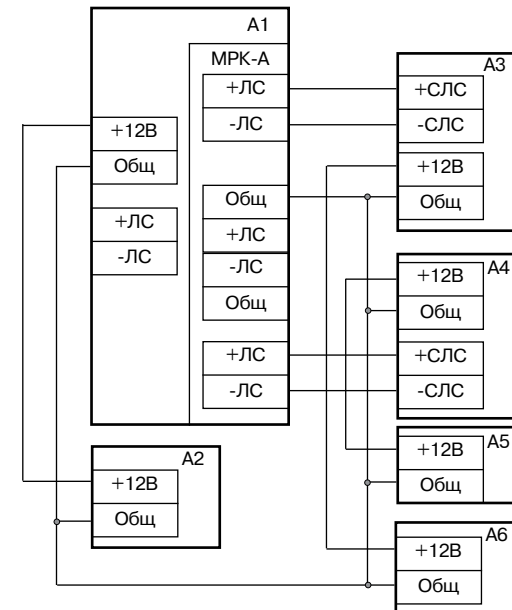 А1
МРК-А
+ЛС
-ЛС
+12В
Общ
+ЛС
-ЛС
Общ
+ЛС
-ЛС
Общ
+ЛС
-ЛС
А2
+12В
Общ
А3
+СЛС
-СЛС
+12В
Общ
А4
+12В
Общ
+СЛС
-СЛС
А5
+12В
Общ
А6
+12В
Общ